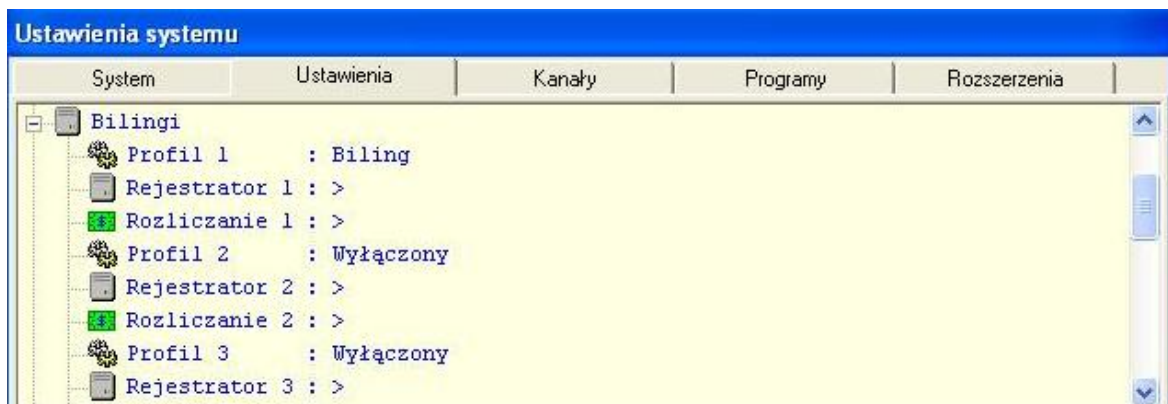 Ustawienia systemu
System Ustawienia Kanały Programy Rozszerzenia
Bilingi
Profil 1 : Biling
Rejestrator 1 : >
Rozliczanie 1 : >
Profil 2 : Wyłączony
Rejestrator 2 : >
Rozliczanie 2 : >
Profil 3 : Wyłączony
Rejestrator 3 : >